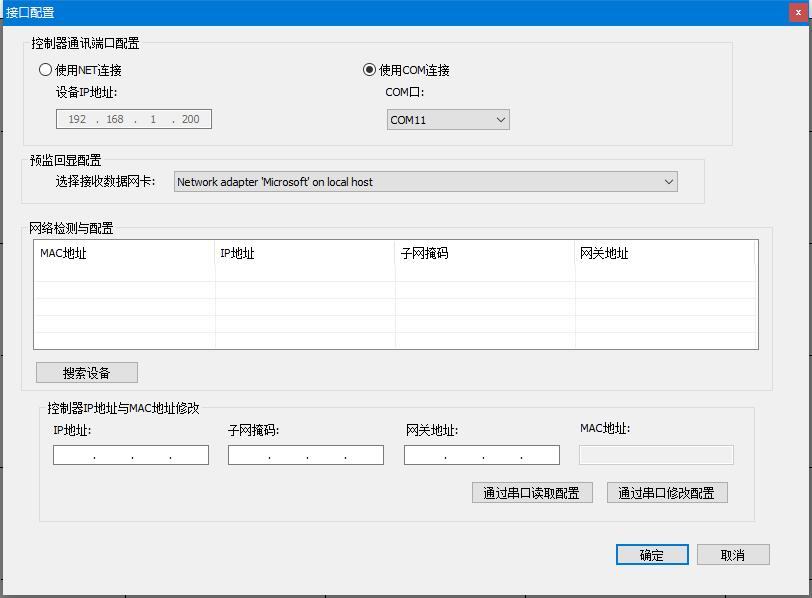 接口配置
控制器通讯端口配置
使用NET连接 使用COM连接
设备IP地址: COM口:
192 . 168 . 1 . 200 COM11
预监回显配置
选择接收数据网卡: Network adapter 'Microsoft' on local host
网络检测与配置
MAC地址 IP地址 子网掩码 网关地址
搜索设备
控制器IP地址与MAC地址修改
IP地址: 子网掩码: 网关地址: MAC地址:
. . . . . . . . .
通过串口读取配置 通过串口修改配置
确定 取消